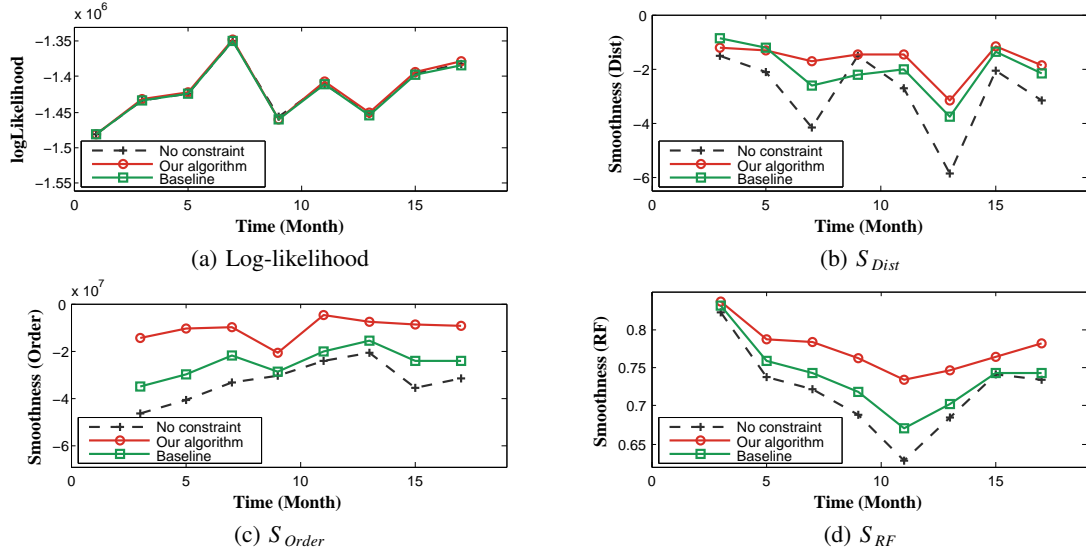 x 10^6
−1.35
−1.4
−1.45
−1.5
−1.55
logLikelihood
No constraint
Our algorithm
Baseline
0 5 10 15
Time (Month)
(a) Log-likelihood
0
−2
−4
−6
Smoothness (Dist)
No constraint
Our algorithm
Baseline
0 5 10 15
Time (Month)
(b) S_Dist
x 10^7
0
−2
−4
−6
Smoothness (Order)
No constraint
Our algorithm
Baseline
0 5 10 15
Time (Month)
(c) S_Order
0.8
0.75
0.7
0.65
Smoothness (RF)
No constraint
Our algorithm
Baseline
0 5 10 15
Time (Month)
(d) S_RF